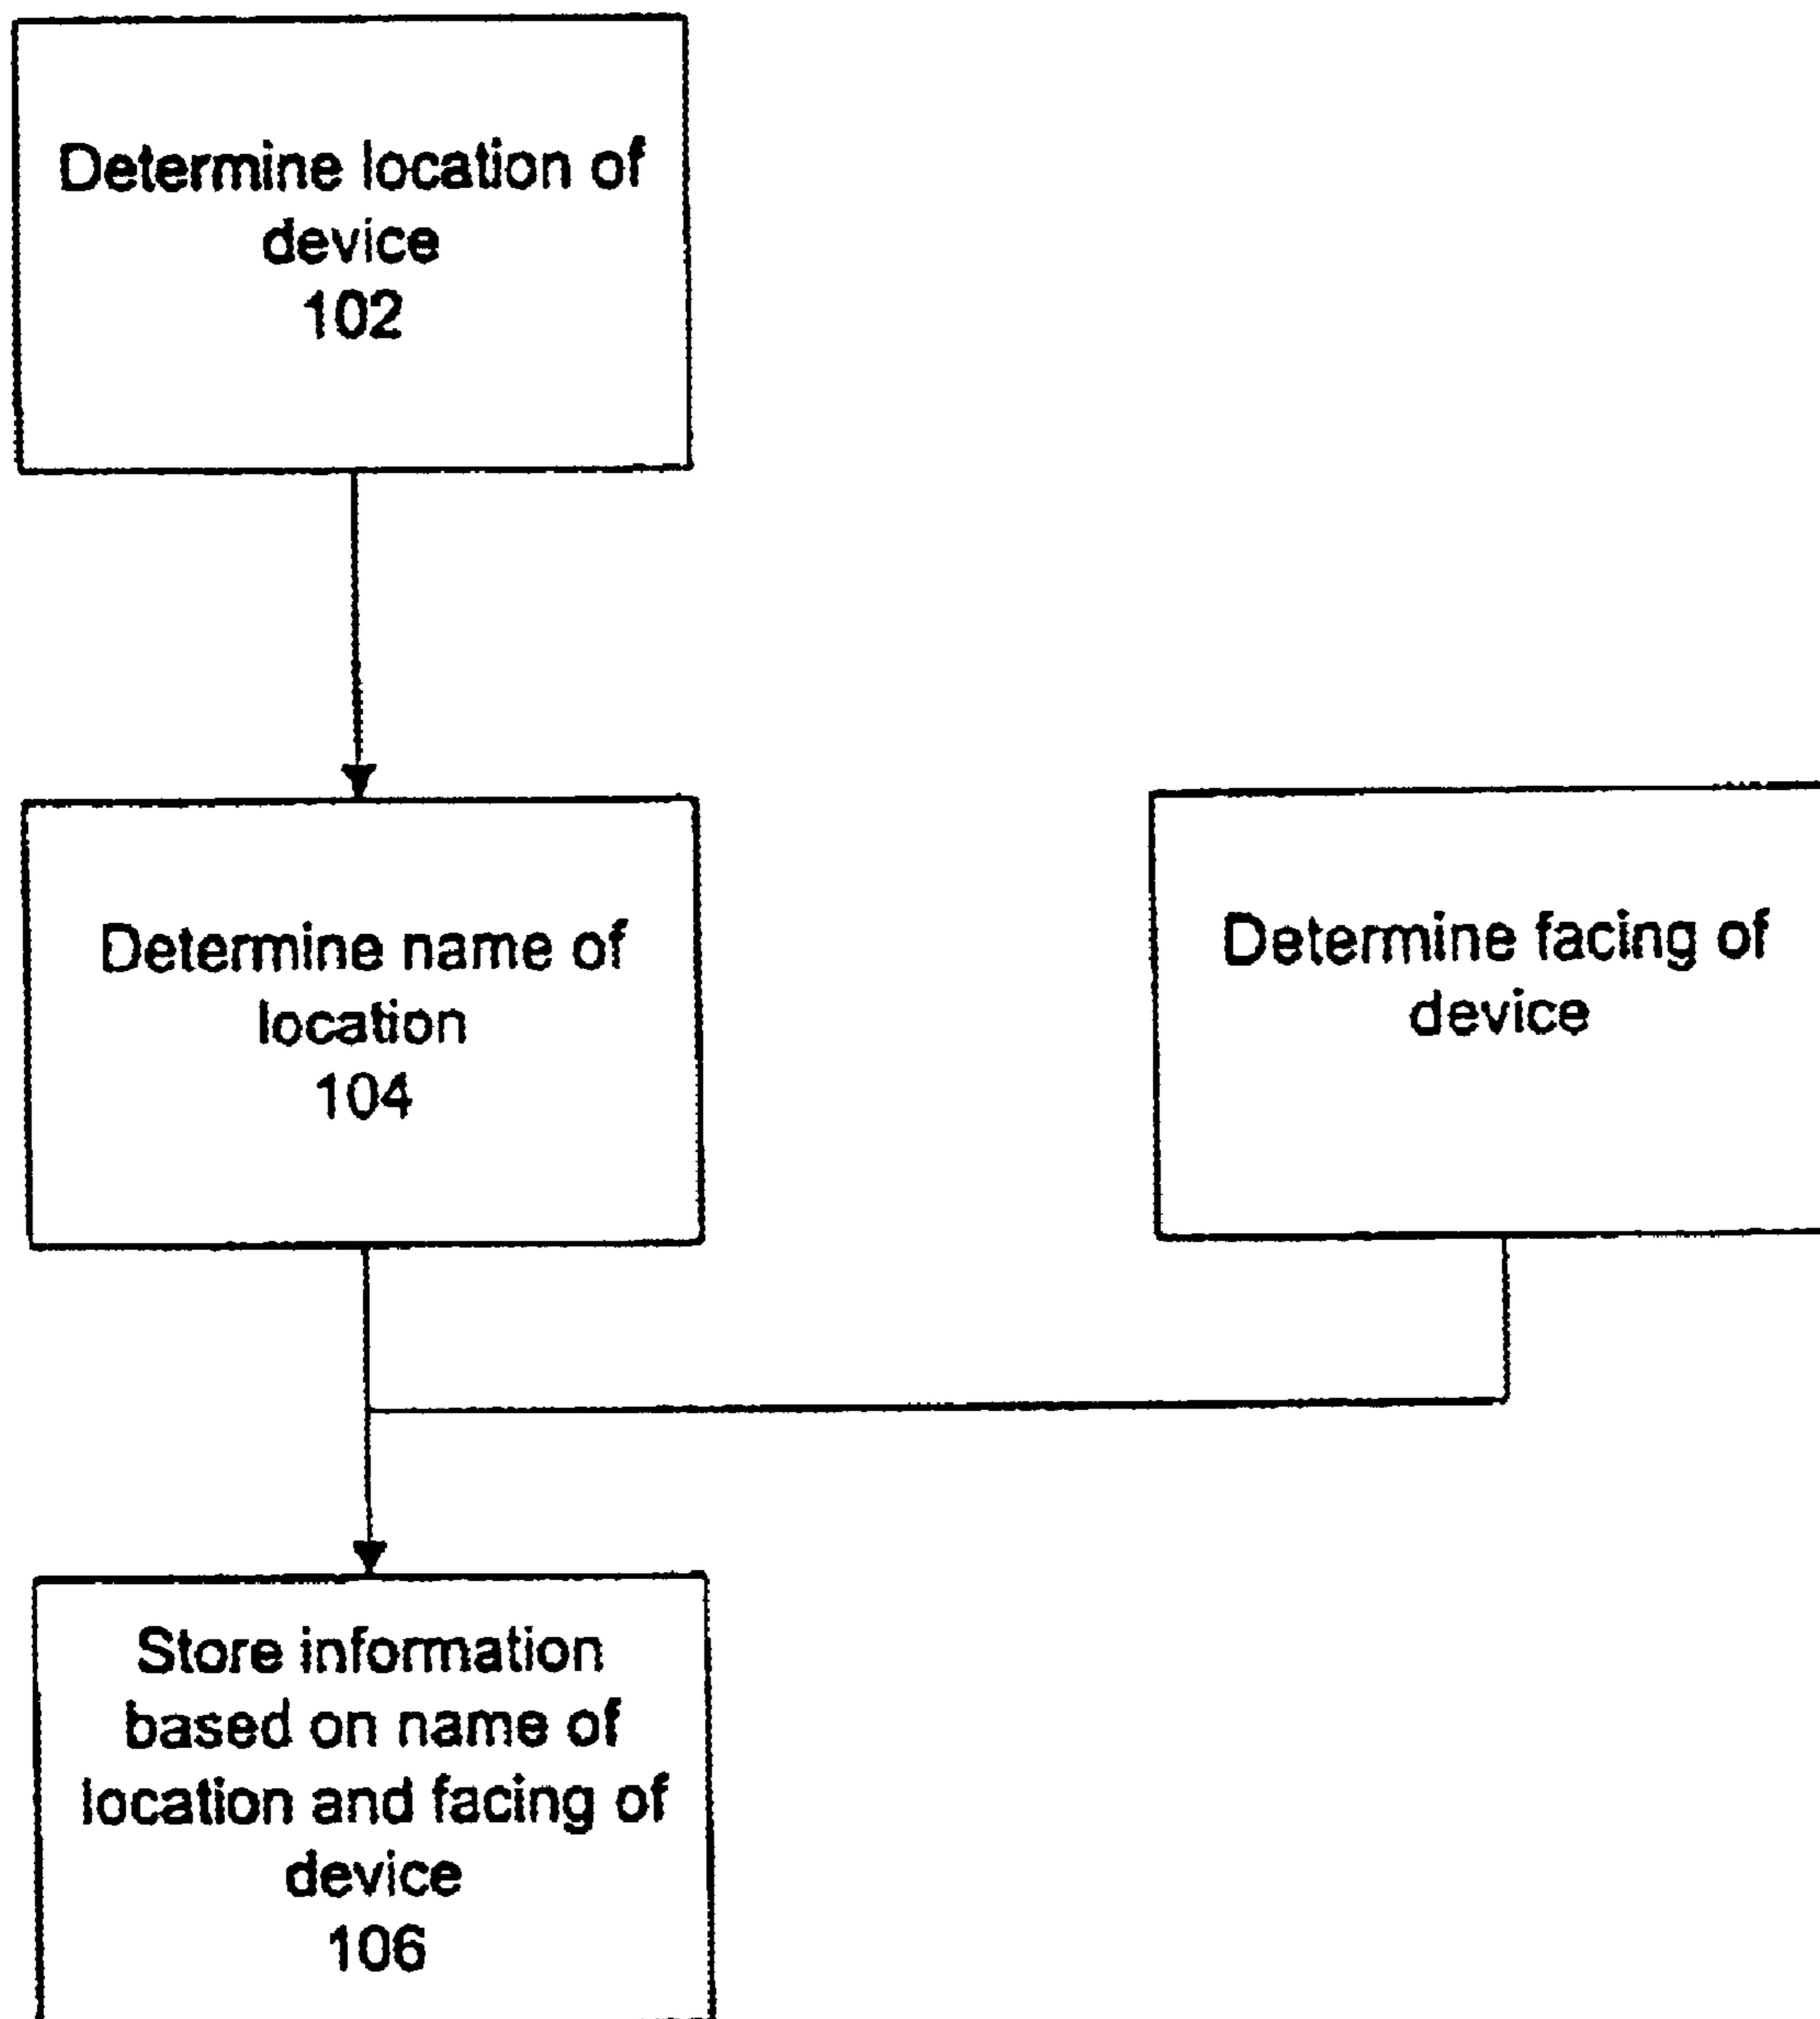 Determine location of
device
102
Determine name of
location
104
Determine facing of
device
Store information
based on name of
location and facing of
device
106